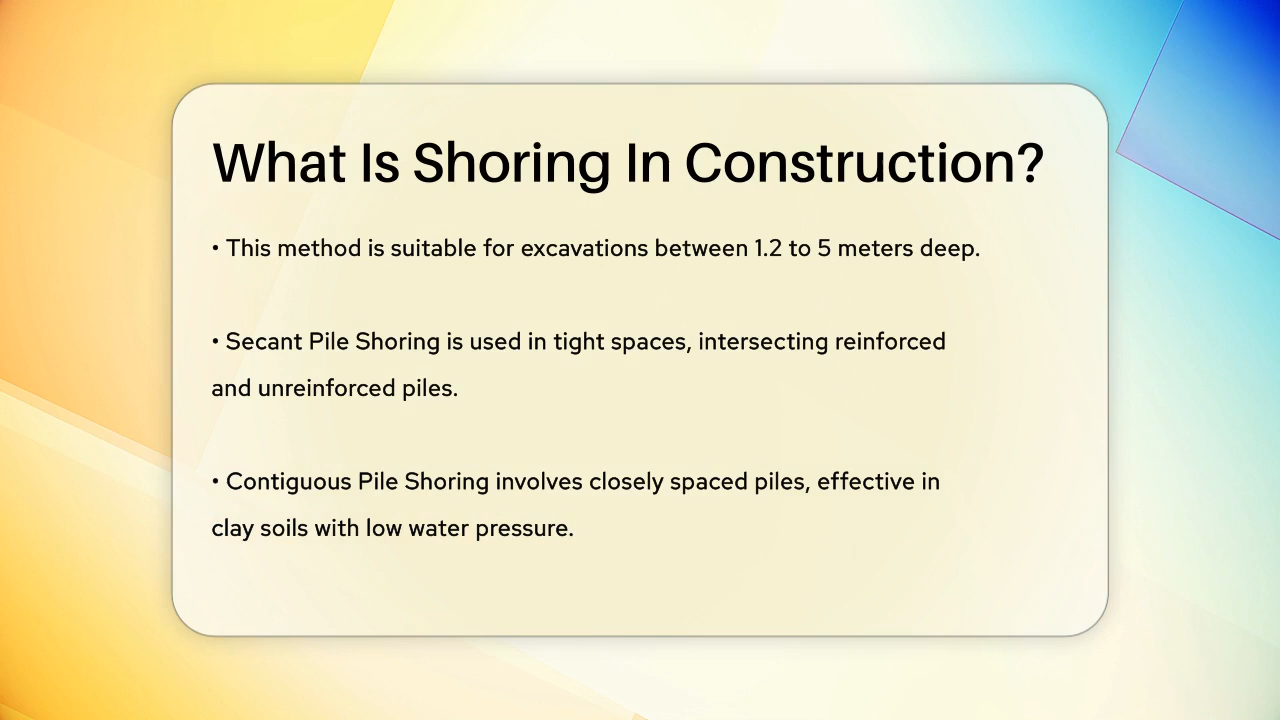 What Is Shoring In Construction?
• This method is suitable for excavations between 1.2 to 5 meters deep.
• Secant Pile Shoring is used in tight spaces, intersecting reinforced
and unreinforced piles.
• Contiguous Pile Shoring involves closely spaced piles, effective in
clay soils with low water pressure.